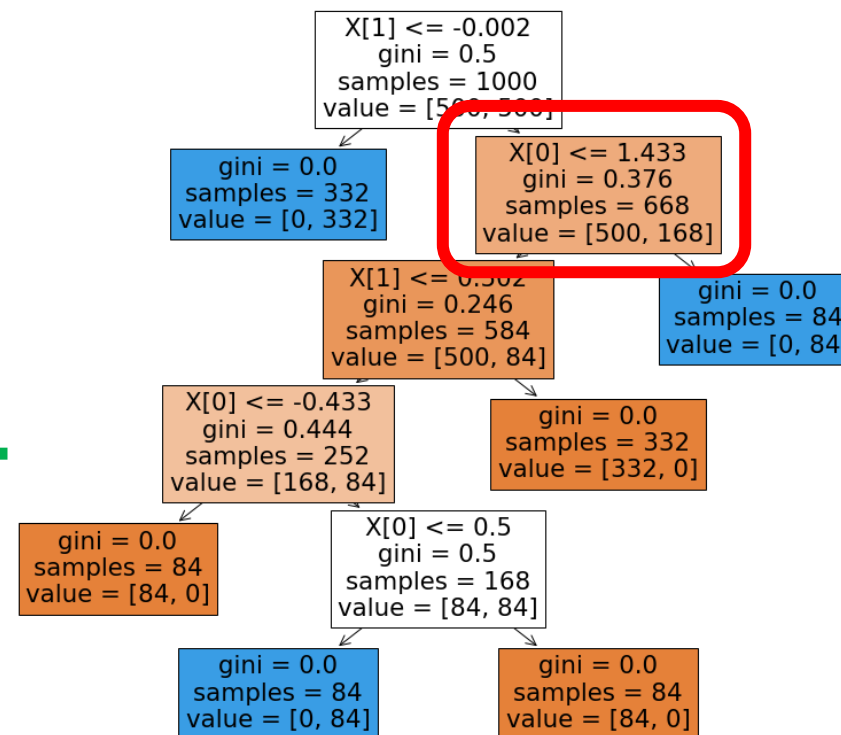 X[1] <= -0.002
gini = 0.5
samples = 1000
value = [500, 500]
gini = 0.0
samples = 332
value = [0, 332]
X[0] <= 1.433
gini = 0.376
samples = 668
value = [500, 168]
X[1] <=
gini = 0.246
samples = 584
value = [500, 84]
gini = 0.0
samples = 84
value = [0, 84
X[0] <= -0.433
gini = 0.444
samples = 252
value = [168, 84]
gini = 0.0
samples = 332
value = [332, 0]
gini = 0.0
samples = 84
value = [84, 0]
X[0] <= 0.5
gini = 0.5
samples = 168
value = [84, 84]
gini = 0.0
samples = 84
value = [0, 84]
gini = 0.0
samples = 84
value = [84, 0]